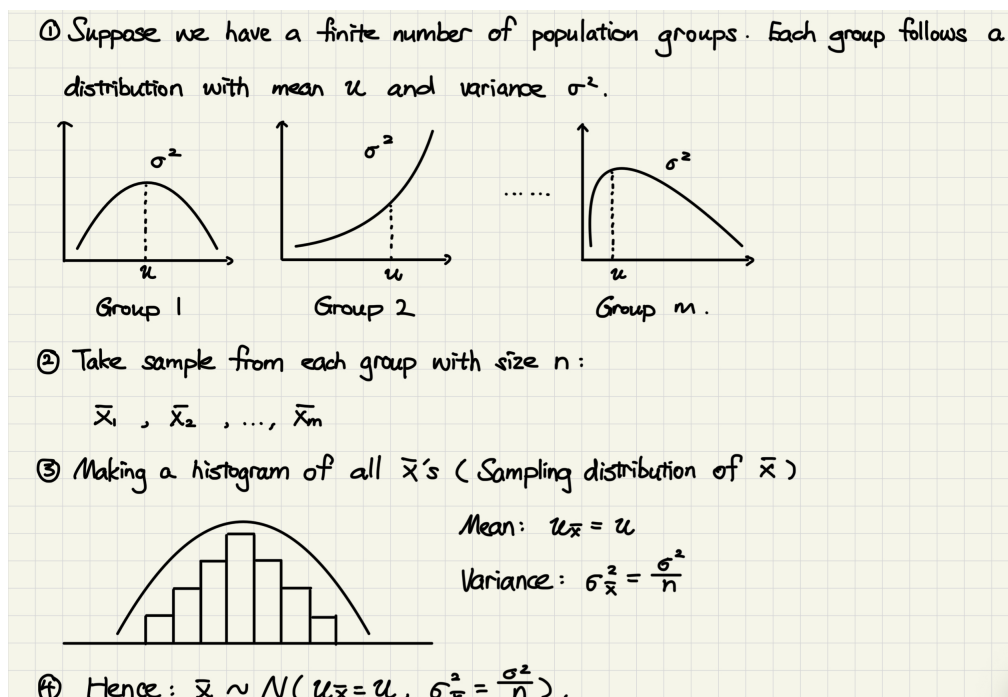 ① Suppose we have a finite number of population groups. Each group follows a
distribution with mean u and variance σ².
σ² σ² ...... σ²
u u u
Group 1 Group 2 Group m.
② Take sample from each group with size n:
x̄₁, x̄₂, ..., x̄m
③ Making a histogram of all x̄'s (Sampling distribution of x̄)
Mean: u_x̄ = u
Variance: σ²_x̄ = σ²/n
④ Hence: x̄ ~ N(u_x̄ = u, σ²_x̄ = σ²/n).